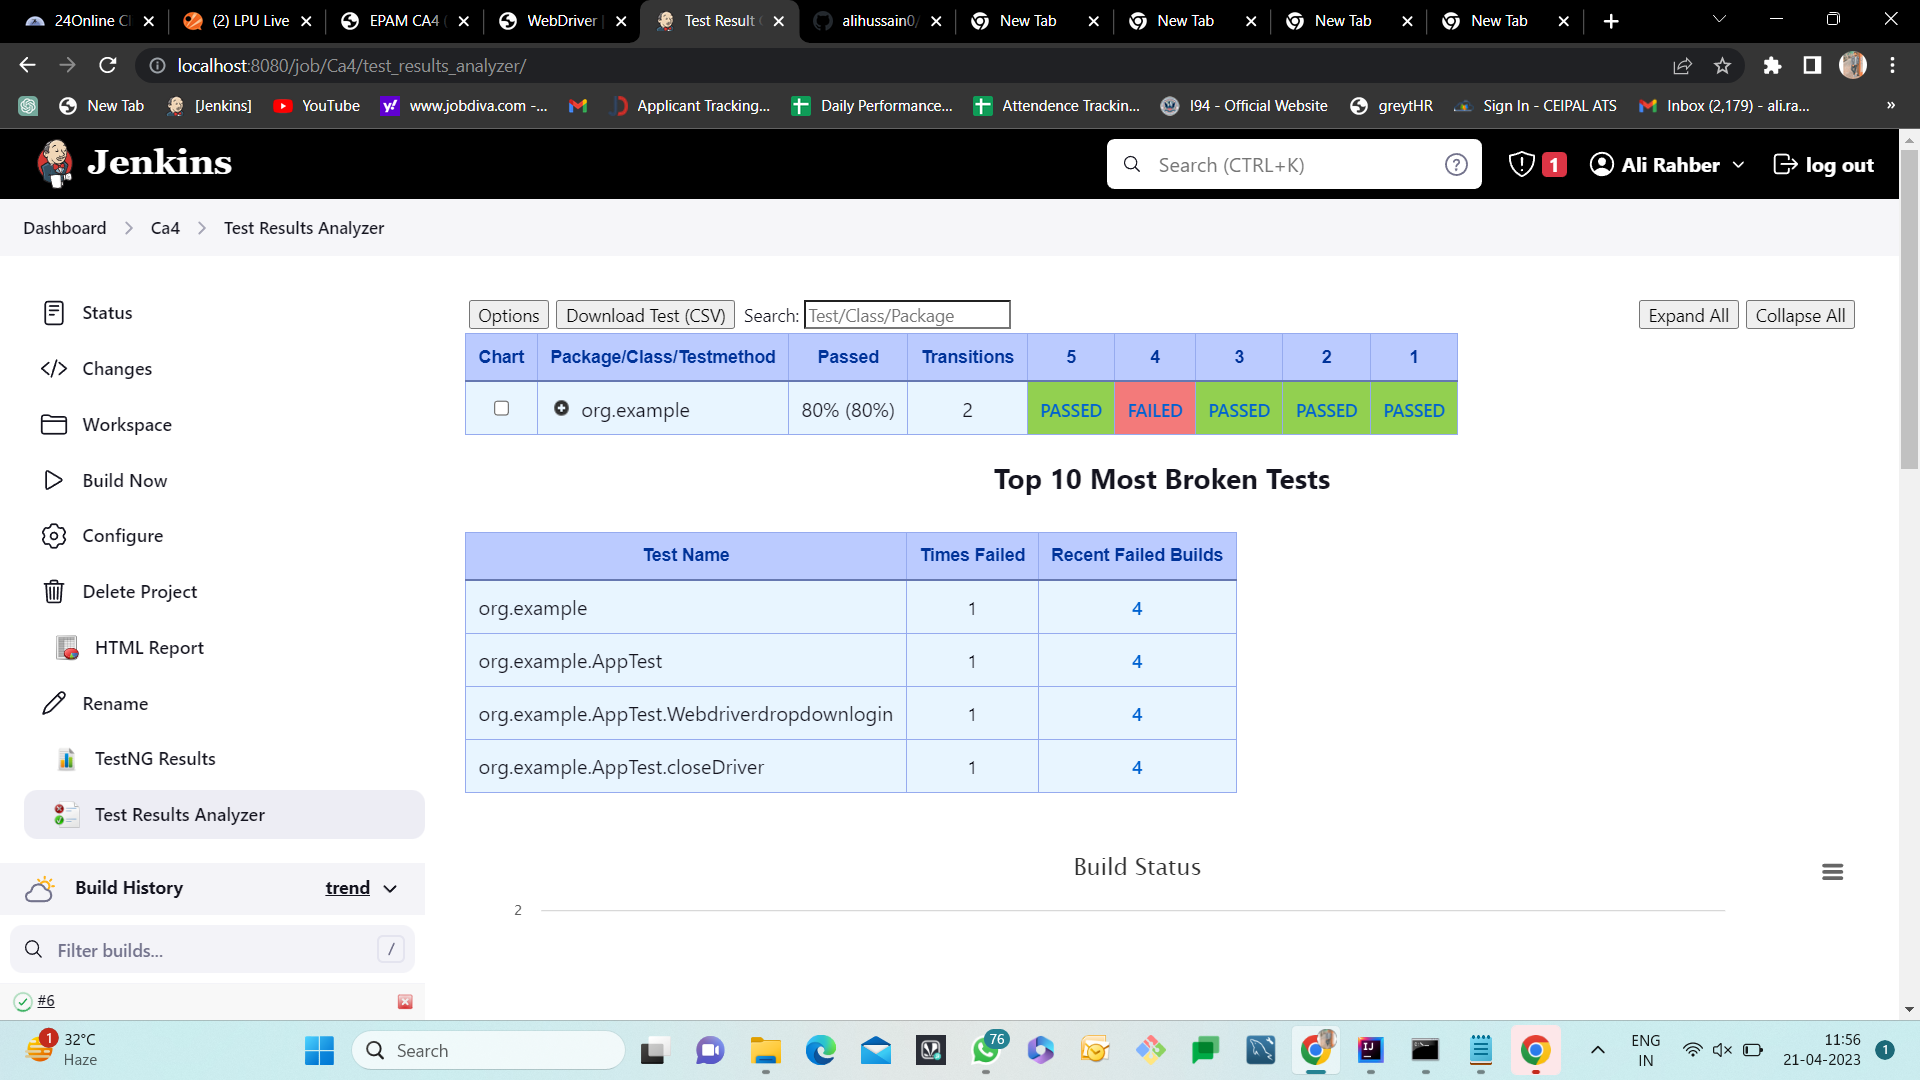 24Online Cl
(2) LPU Live
EPAM CA4 (
WebDriver |
Test Result
alihussain0/
New Tab
New Tab
New Tab
New Tab
localhost:8080/job/Ca4/test_results_analyzer/
New Tab
[Jenkins]
YouTube
www.jobdiva.com -...
Applicant Tracking...
Daily Performance...
Attendence Trackin...
I94 - Official Website
greytHR
Sign In - CEIPAL ATS
Inbox (2,179) - ali.ra...
»
Jenkins
Search (CTRL+K)
?
1
Ali Rahber
log out
Dashboard
Ca4
Test Results Analyzer
Status
Changes
Workspace
Build Now
Configure
Delete Project
HTML Report
Rename
TestNG Results
Test Results Analyzer
Build History
trend
Filter builds...
/
#6
Options
Download Test (CSV)
Search:
Test/Class/Package
Expand All
Collapse All
Chart Package/Class/Testmethod Passed Transitions 5 4 3 2 1
org.example 80% (80%) 2 PASSED FAILED PASSED PASSED PASSED
Top 10 Most Broken Tests
Test Name Times Failed Recent Failed Builds
org.example 1 4
org.example.AppTest 1 4
org.example.AppTest.Webdriverdropdownlogin 1 4
org.example.AppTest.closeDriver 1 4
Build Status
2
1
32°C
Haze
Search
76
IJ
ENG
IN
11:56
21-04-2023
1